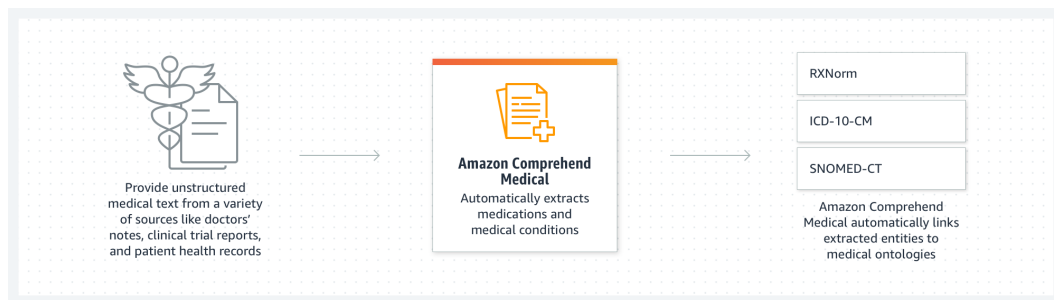 Provide unstructured
medical text from a variety
of sources like doctors'
notes, clinical trial reports,
and patient health records
Amazon Comprehend
Medical
Automatically extracts
medications and
medical conditions
RXNorm
ICD-10-CM
SNOMED-CT
Amazon Comprehend
Medical automatically links
extracted entities to
medical ontologies